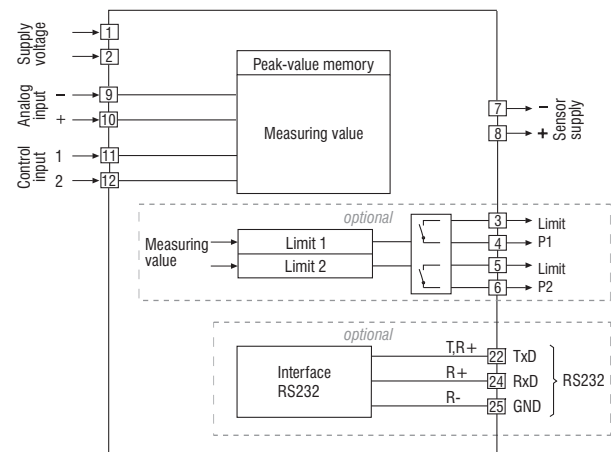 Supply
voltage
1
2
Analog
input
− 9
+ 10
Control
input
1 11
2 12
Peak-value memory
Measuring value
7 −
8 +
Sensor
supply
optional
Measuring
value
Limit 1
Limit 2
3 Limit
4 P1
5 Limit
6 P2
optional
Interface
RS232
T,R+ 22 TxD
R+ 24 RxD
R- 25 GND
RS232